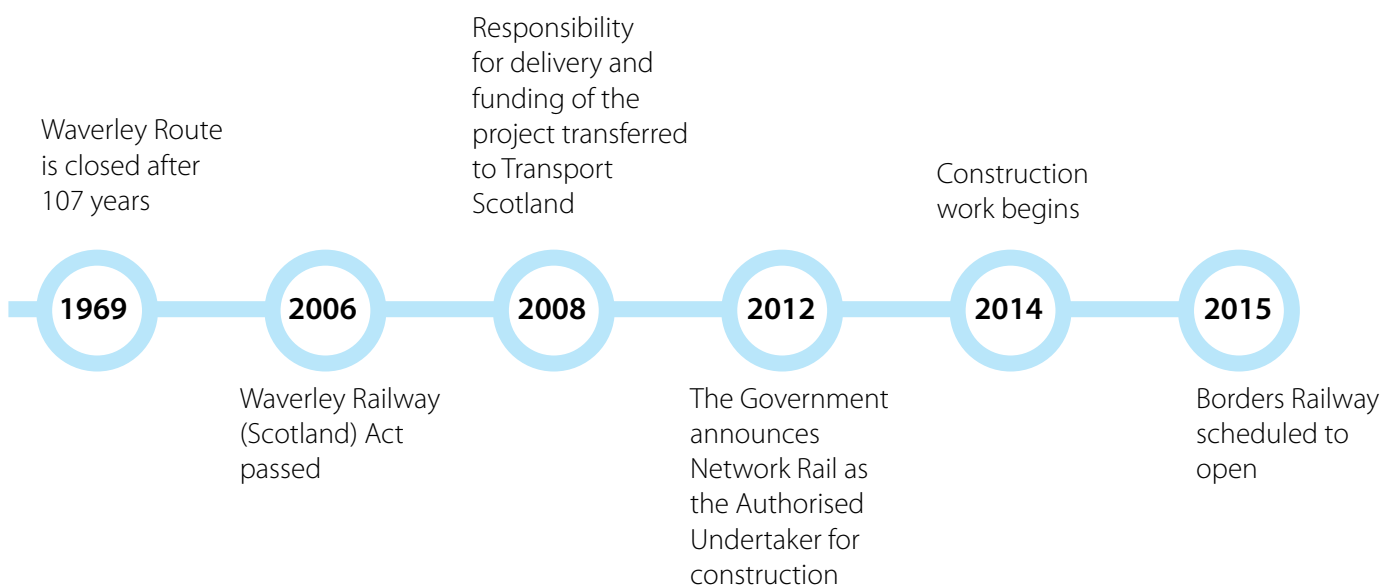 Waverley Route
is closed after
107 years
1969
2006
Waverley Railway
(Scotland) Act
passed
Responsibility
for delivery and
funding of the
project transferred
to Transport
Scotland
2008
2012
The Government
announces
Network Rail as
the Authorised
Undertaker for
construction
Construction
work begins
2014
2015
Borders Railway
scheduled to
open